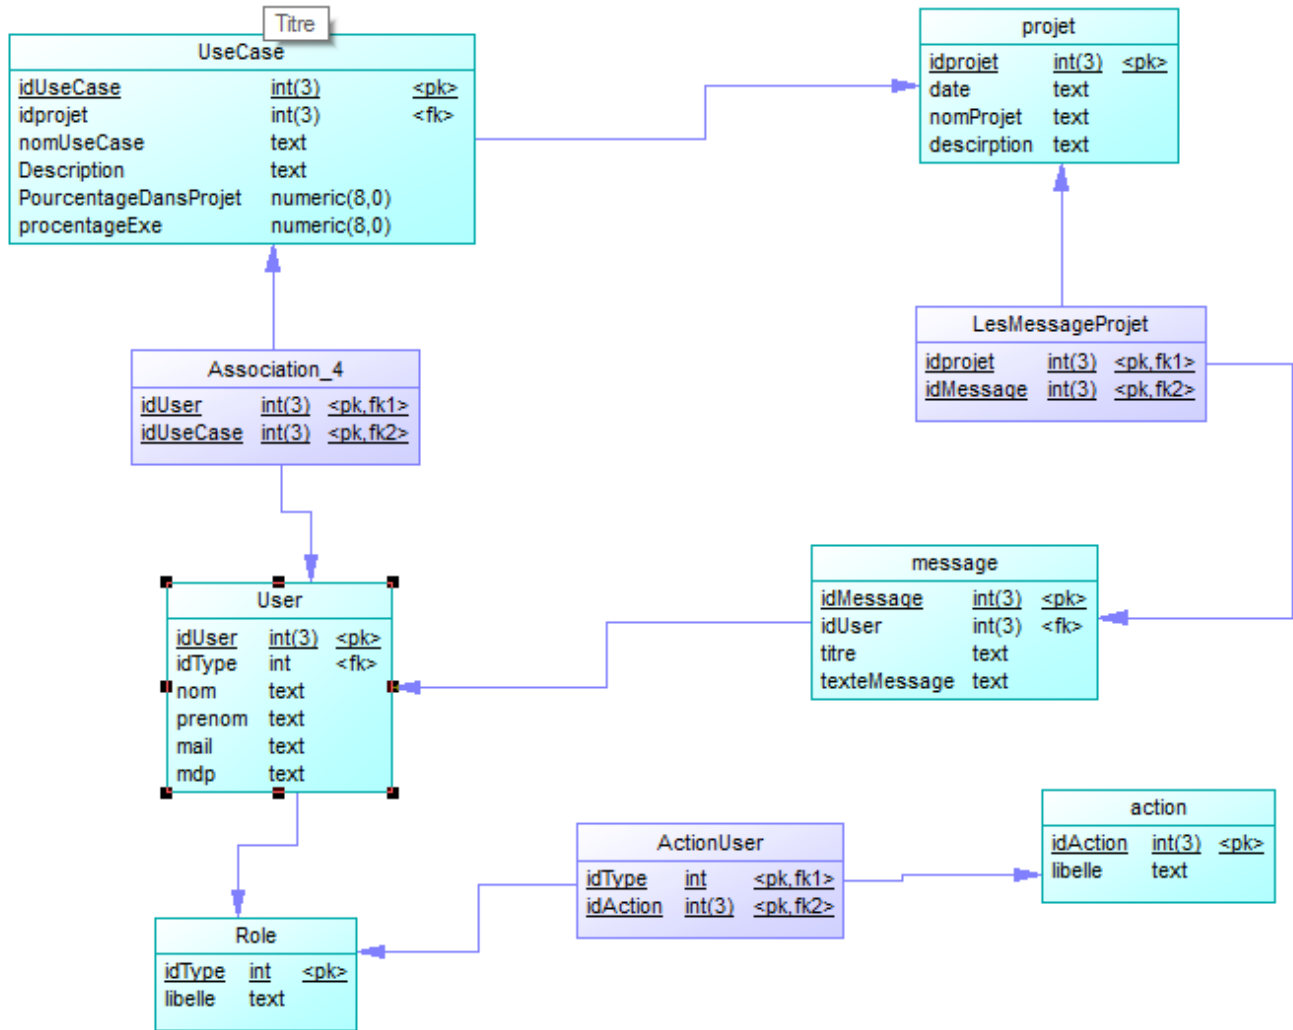 Titre
UseCase
idUseCase int(3) <pk>
idprojet int(3) <fk>
nomUseCase text
Description text
PourcentageDansProjet numeric(8,0)
procentageExe numeric(8,0)
projet
idprojet int(3) <pk>
date text
nomProjet text
descirption text
Association_4
idUser int(3) <pk,fk1>
idUseCase int(3) <pk,fk2>
LesMessageProjet
idprojet int(3) <pk,fk1>
idMessage int(3) <pk,fk2>
User
idUser int(3) <pk>
idType int <fk>
nom text
prenom text
mail text
mdp text
message
idMessage int(3) <pk>
idUser int(3) <fk>
titre text
texteMessage text
ActionUser
idType int <pk,fk1>
idAction int(3) <pk,fk2>
action
idAction int(3) <pk>
libelle text
Role
idType int <pk>
libelle text